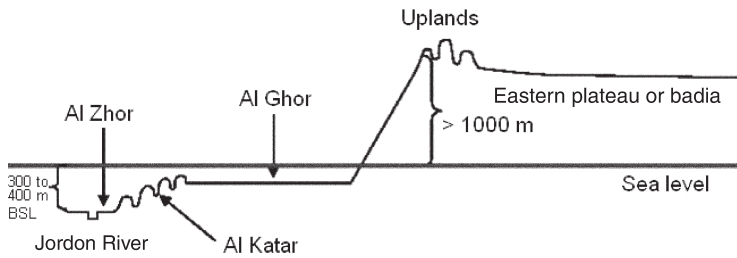 Uplands
Al Zhor
Al Ghor
Eastern plateau or badia
> 1000 m
300 to
400 m
BSL
Sea level
Jordon River
Al Katar